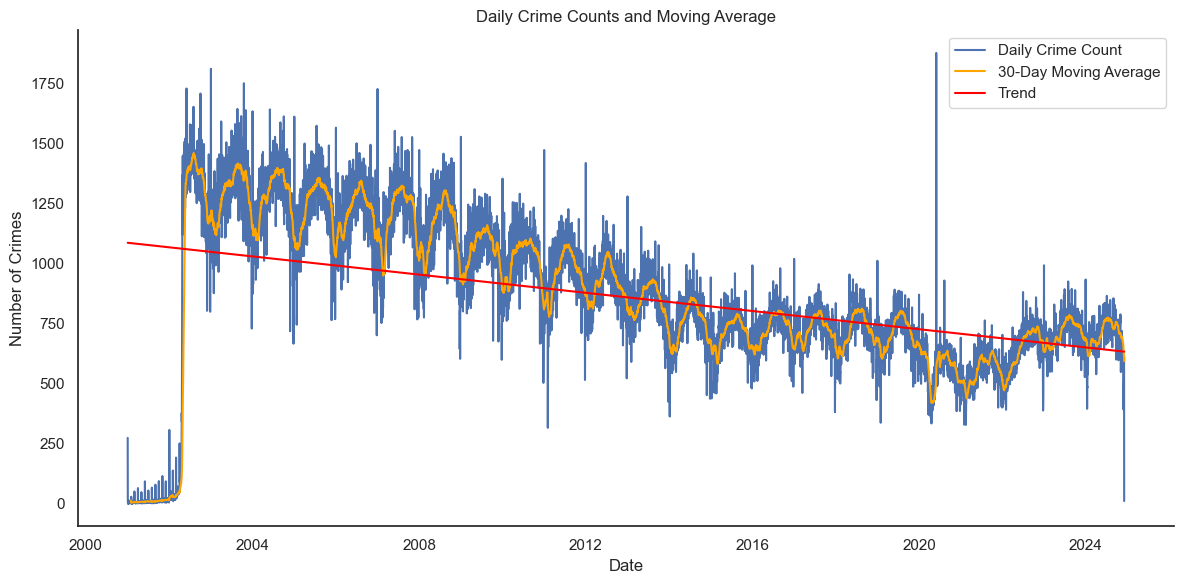 Daily Crime Counts and Moving Average
Daily Crime Count
30-Day Moving Average
Trend
Number of Crimes
1750
1500
1250
1000
750
500
250
0
2000 2004 2008 2012 2016 2020 2024
Date